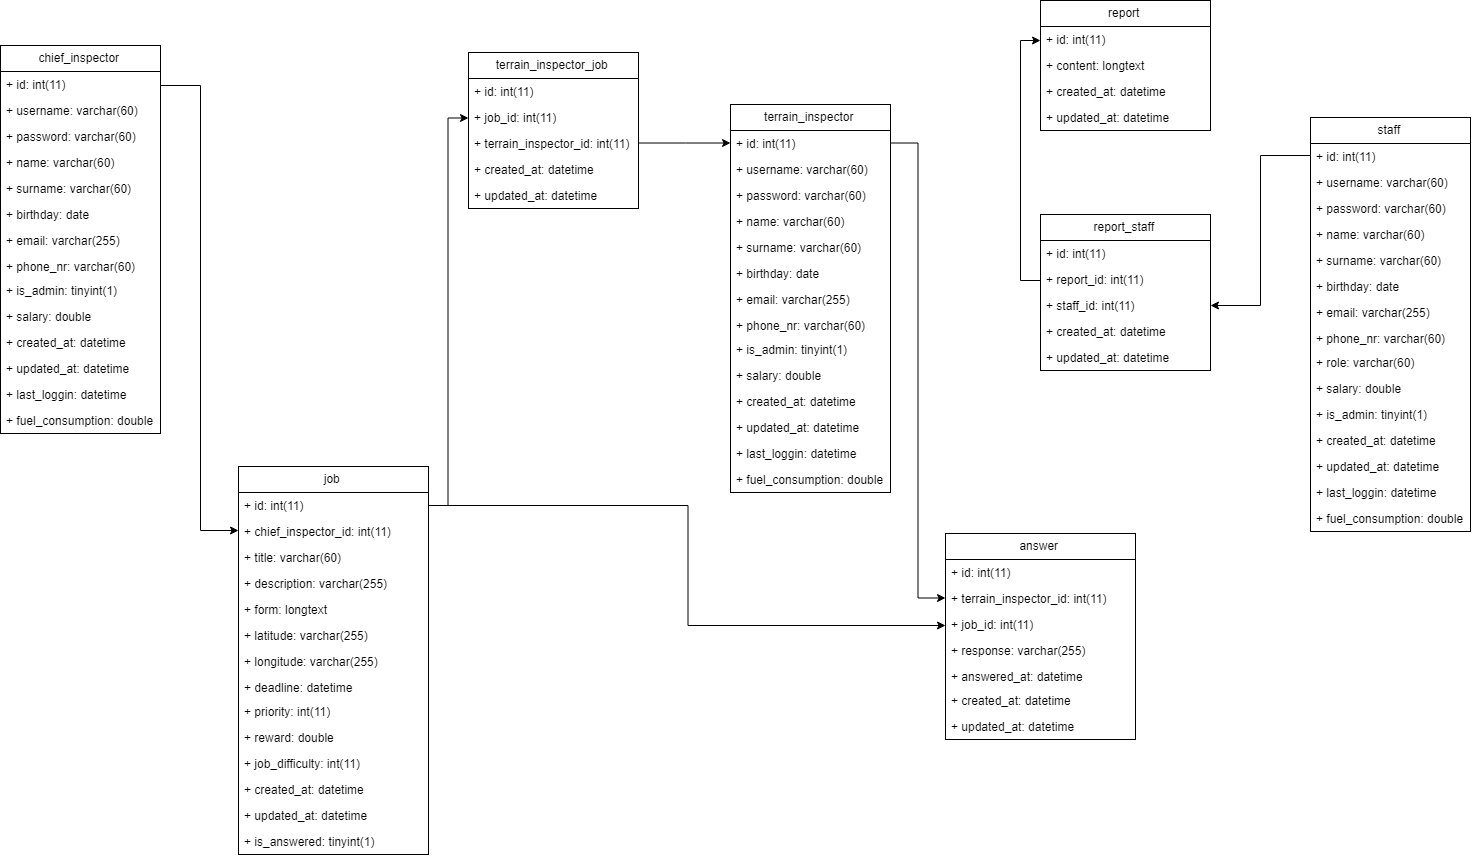 chief_inspector
+ id: int(11)
+ username: varchar(60)
+ password: varchar(60)
+ name: varchar(60)
+ surname: varchar(60)
+ birthday: date
+ email: varchar(255)
+ phone_nr: varchar(60)
+ is_admin: tinyint(1)
+ salary: double
+ created_at: datetime
+ updated_at: datetime
+ last_loggin: datetime
+ fuel_consumption: double
job
+ id: int(11)
+ chief_inspector_id: int(11)
+ title: varchar(60)
+ description: varchar(255)
+ form: longtext
+ latitude: varchar(255)
+ longitude: varchar(255)
+ deadline: datetime
+ priority: int(11)
+ reward: double
+ job_difficulty: int(11)
+ created_at: datetime
+ updated_at: datetime
+ is_answered: tinyint(1)
terrain_inspector_job
+ id: int(11)
+ job_id: int(11)
+ terrain_inspector_id: int(11)
+ created_at: datetime
+ updated_at: datetime
terrain_inspector
+ id: int(11)
+ username: varchar(60)
+ password: varchar(60)
+ name: varchar(60)
+ surname: varchar(60)
+ birthday: date
+ email: varchar(255)
+ phone_nr: varchar(60)
+ is_admin: tinyint(1)
+ salary: double
+ created_at: datetime
+ updated_at: datetime
+ last_loggin: datetime
+ fuel_consumption: double
answer
+ id: int(11)
+ terrain_inspector_id: int(11)
+ job_id: int(11)
+ response: varchar(255)
+ answered_at: datetime
+ created_at: datetime
+ updated_at: datetime
report
+ id: int(11)
+ content: longtext
+ created_at: datetime
+ updated_at: datetime
report_staff
+ id: int(11)
+ report_id: int(11)
+ staff_id: int(11)
+ created_at: datetime
+ updated_at: datetime
staff
+ id: int(11)
+ username: varchar(60)
+ password: varchar(60)
+ name: varchar(60)
+ surname: varchar(60)
+ birthday: date
+ email: varchar(255)
+ phone_nr: varchar(60)
+ role: varchar(60)
+ salary: double
+ is_admin: tinyint(1)
+ created_at: datetime
+ updated_at: datetime
+ last_loggin: datetime
+ fuel_consumption: double